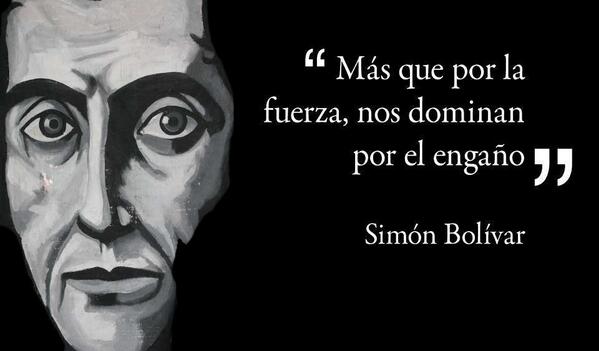 “ Más que por la
fuerza, nos dominan
por el engaño ”
Simón Bolívar